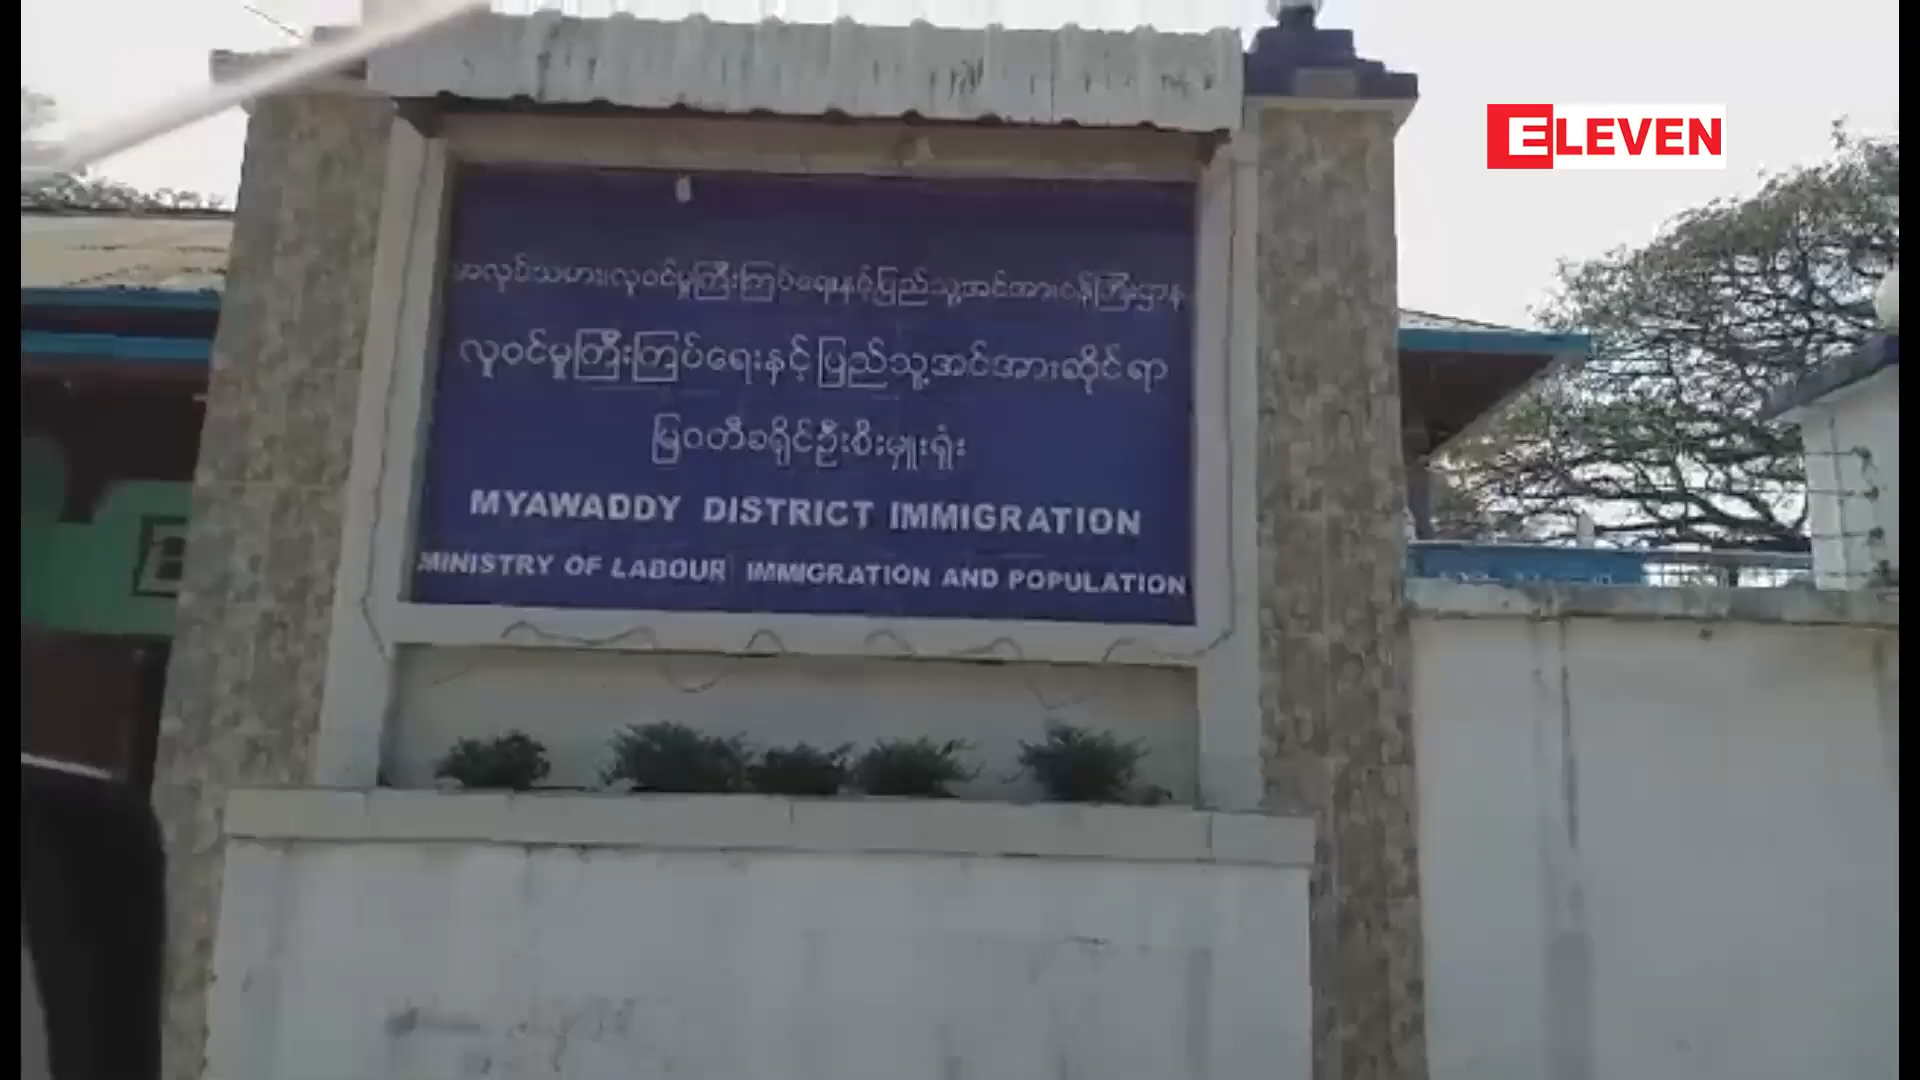 ELEVEN
အလုပ်သမား၊လူဝင်မှုကြီးကြပ်ရေးနှင့်ပြည်သူ့အင်အားဝန်ကြီးဌာန
လူဝင်မှုကြီးကြပ်ရေးနှင့်ပြည်သူ့အင်အားဆိုင်ရာ
မြဝတီခရိုင်ဦးစီးမှူးရုံး
MYAWADDY DISTRICT IMMIGRATION
MINISTRY OF LABOUR IMMIGRATION AND POPULATION